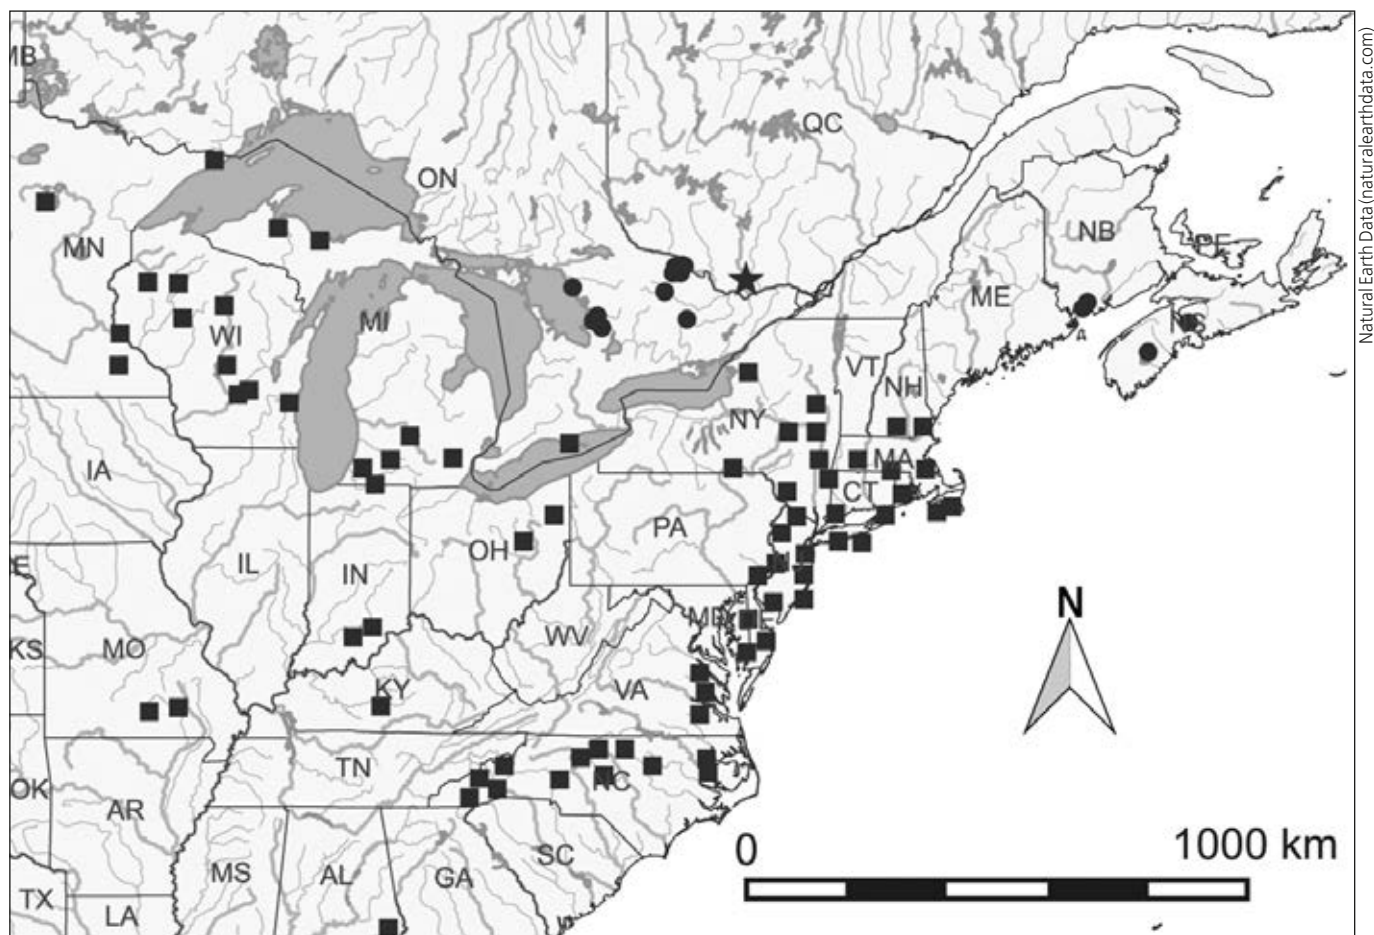 MB
QC
ON
MN
NB
PE
ME
NS
MI
WI
VT
NH
NY
MA
IA
CT
PA
OH
IL
IN
E
MD
WV
MO
KS
VA
KY
N
TN
NC
OK
AR
0
1000 km
SC
MS
AL
GA
TX
LA
Natural Earth Data (naturalearthdata.com)